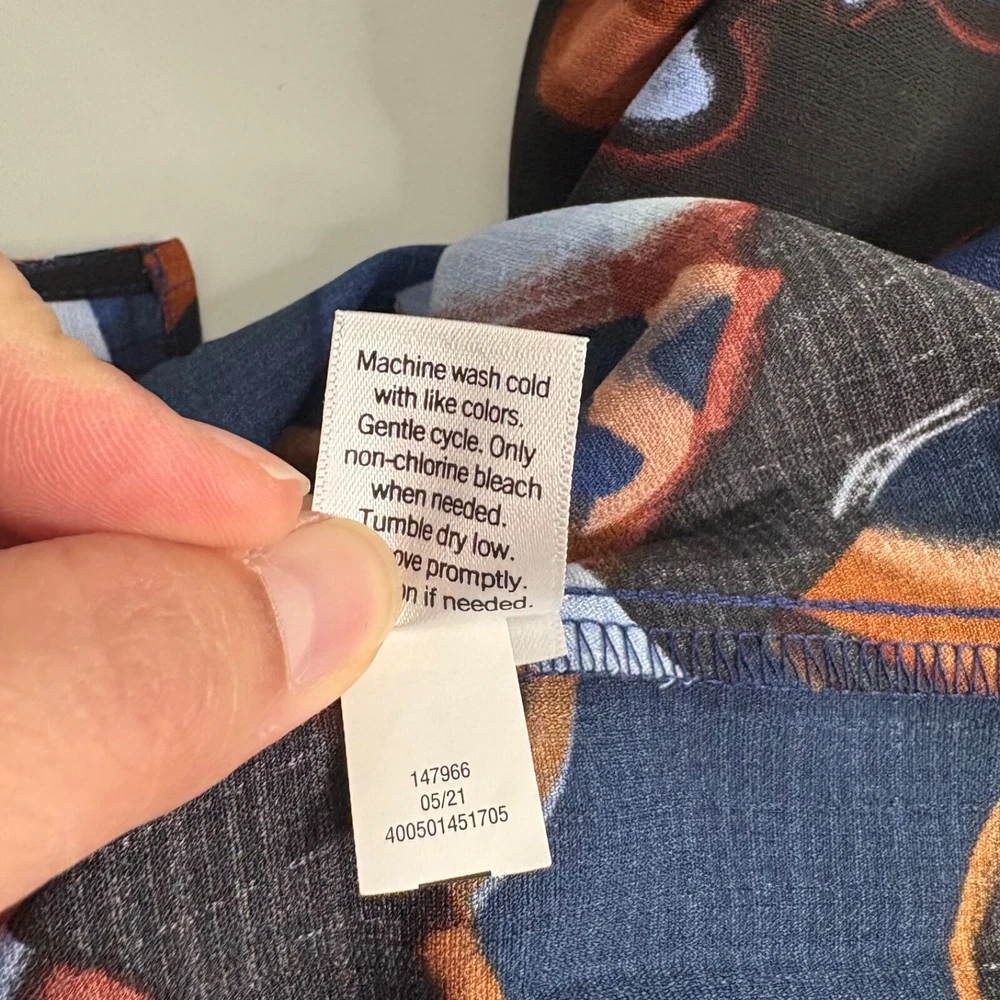 Machine wash cold
with like colors.
Gentle cycle. Only
non-chlorine bleach
when needed.
Tumble dry low.
promptly.
if needed.
147966
05/21
400501451705